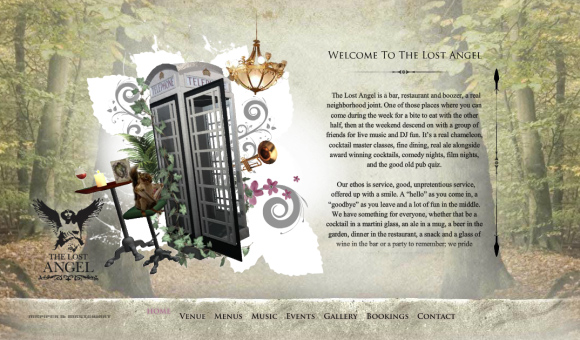 TELEPHONE
WELCOME TO THE LOST ANGEL
The Lost Angel is a bar, restaurant and boozer, a real
neighborhood joint. One of those places where you can
come during the week for a bite to eat with the other
half, then at the weekend descend on with a group of
friends for live music and DJ fun. It's a real chameleon,
cocktail master classes, fine dining, real ale alongside
award winning cocktails, comedy nights, film nights,
and the good old pub quiz.
Our ethos is service, good, unpretentious service,
offered up with a smile. A “hello” as you come in, a
“goodbye” as you leave and a lot of fun in the middle.
We have something for everyone, whether that be a
cocktail in a martini glass, an ale in a mug, a beer in the
garden, dinner in the restaurant, a snack and a glass of
wine in the bar or a party to remember; we pride
THE LOST
ANGEL
HOME VENUE MENUS MUSIC EVENTS GALLERY BOOKINGS CONTACT